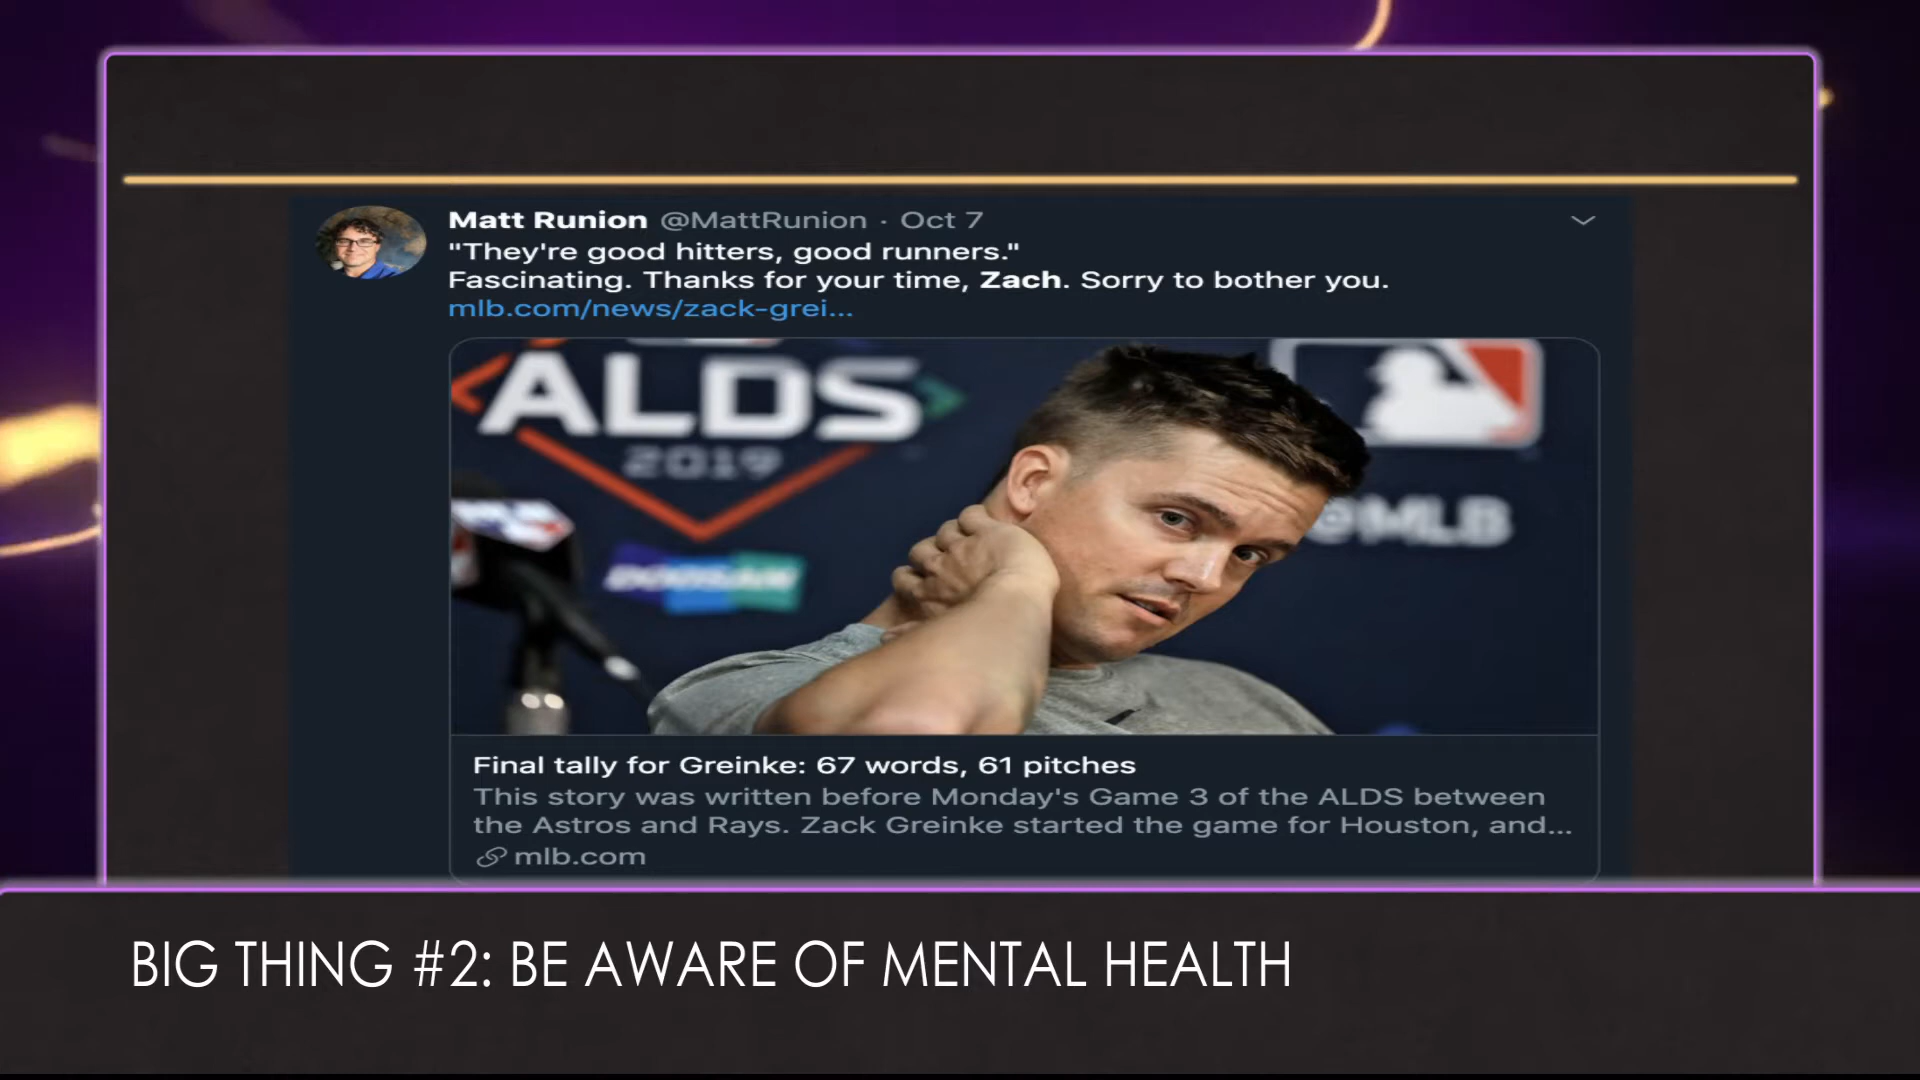 Matt Runion @MattRunion · Oct 7
"They're good hitters, good runners."
Fascinating. Thanks for your time, Zach. Sorry to bother you.
mlb.com/news/zack-grei...
ALDS
2019
@MLB
DOOSAN
Final tally for Greinke: 67 words, 61 pitches
This story was written before Monday's Game 3 of the ALDS between
the Astros and Rays. Zack Greinke started the game for Houston, and...
mlb.com
BIG THING #2: BE AWARE OF MENTAL HEALTH